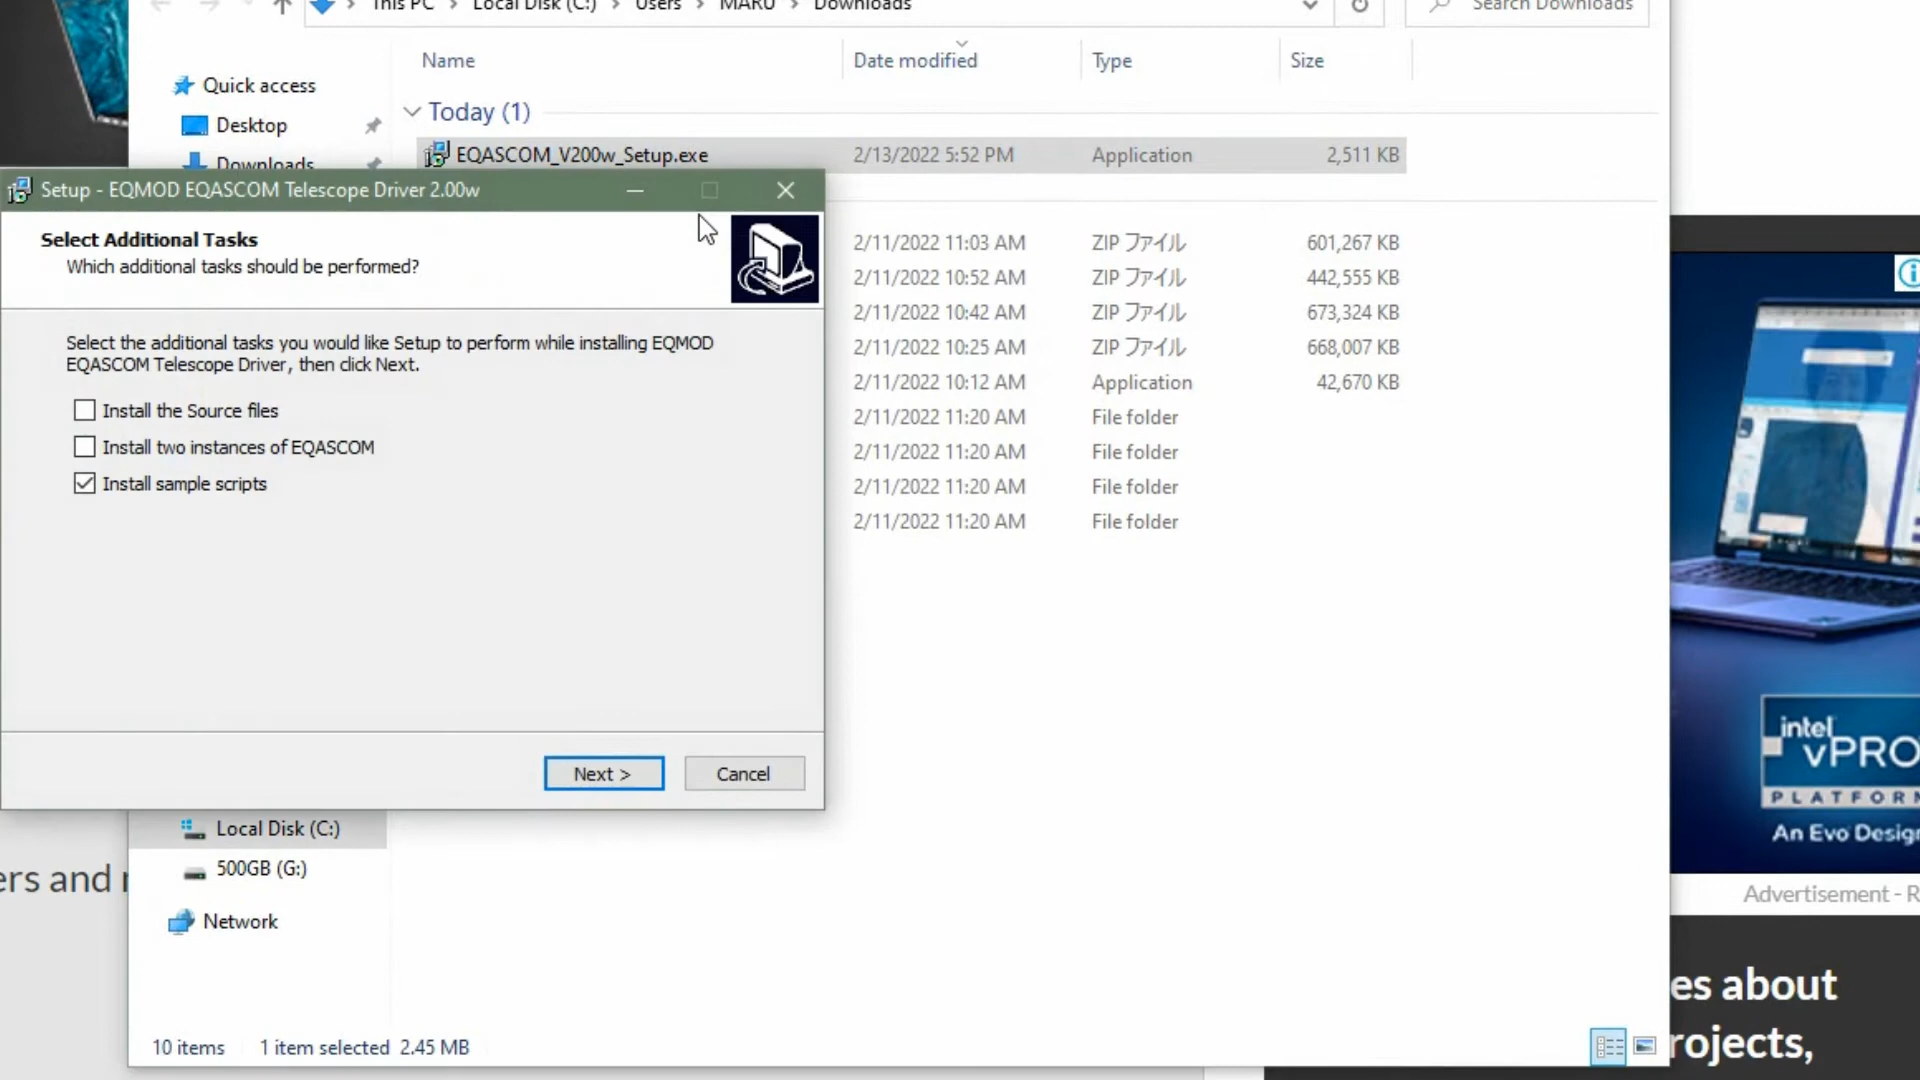 This PC > Local Disk (C:) > Users > MARU > Downloads
Search Downloads
Name Date modified Type Size
Quick access
Desktop
Downloads
Today (1)
EQASCOM_V200w_Setup.exe 2/13/2022 5:52 PM Application 2,511 KB
Setup - EQMOD EQASCOM Telescope Driver 2.00w
Select Additional Tasks
Which additional tasks should be performed?
Select the additional tasks you would like Setup to perform while installing EQMOD
EQASCOM Telescope Driver, then click Next.
Install the Source files
Install two instances of EQASCOM
Install sample scripts
Next >
Cancel
2/11/2022 11:03 AM ZIP ファイル 601,267 KB
2/11/2022 10:52 AM ZIP ファイル 442,555 KB
2/11/2022 10:42 AM ZIP ファイル 673,324 KB
2/11/2022 10:25 AM ZIP ファイル 668,007 KB
2/11/2022 10:12 AM Application 42,670 KB
2/11/2022 11:20 AM File folder
2/11/2022 11:20 AM File folder
2/11/2022 11:20 AM File folder
2/11/2022 11:20 AM File folder
Local Disk (C:)
500GB (G:)
Network
10 items 1 item selected 2.45 MB
ers and
intel
vPRO
PLATFORM
An Evo Design
Advertisement - R
es about
rojects,